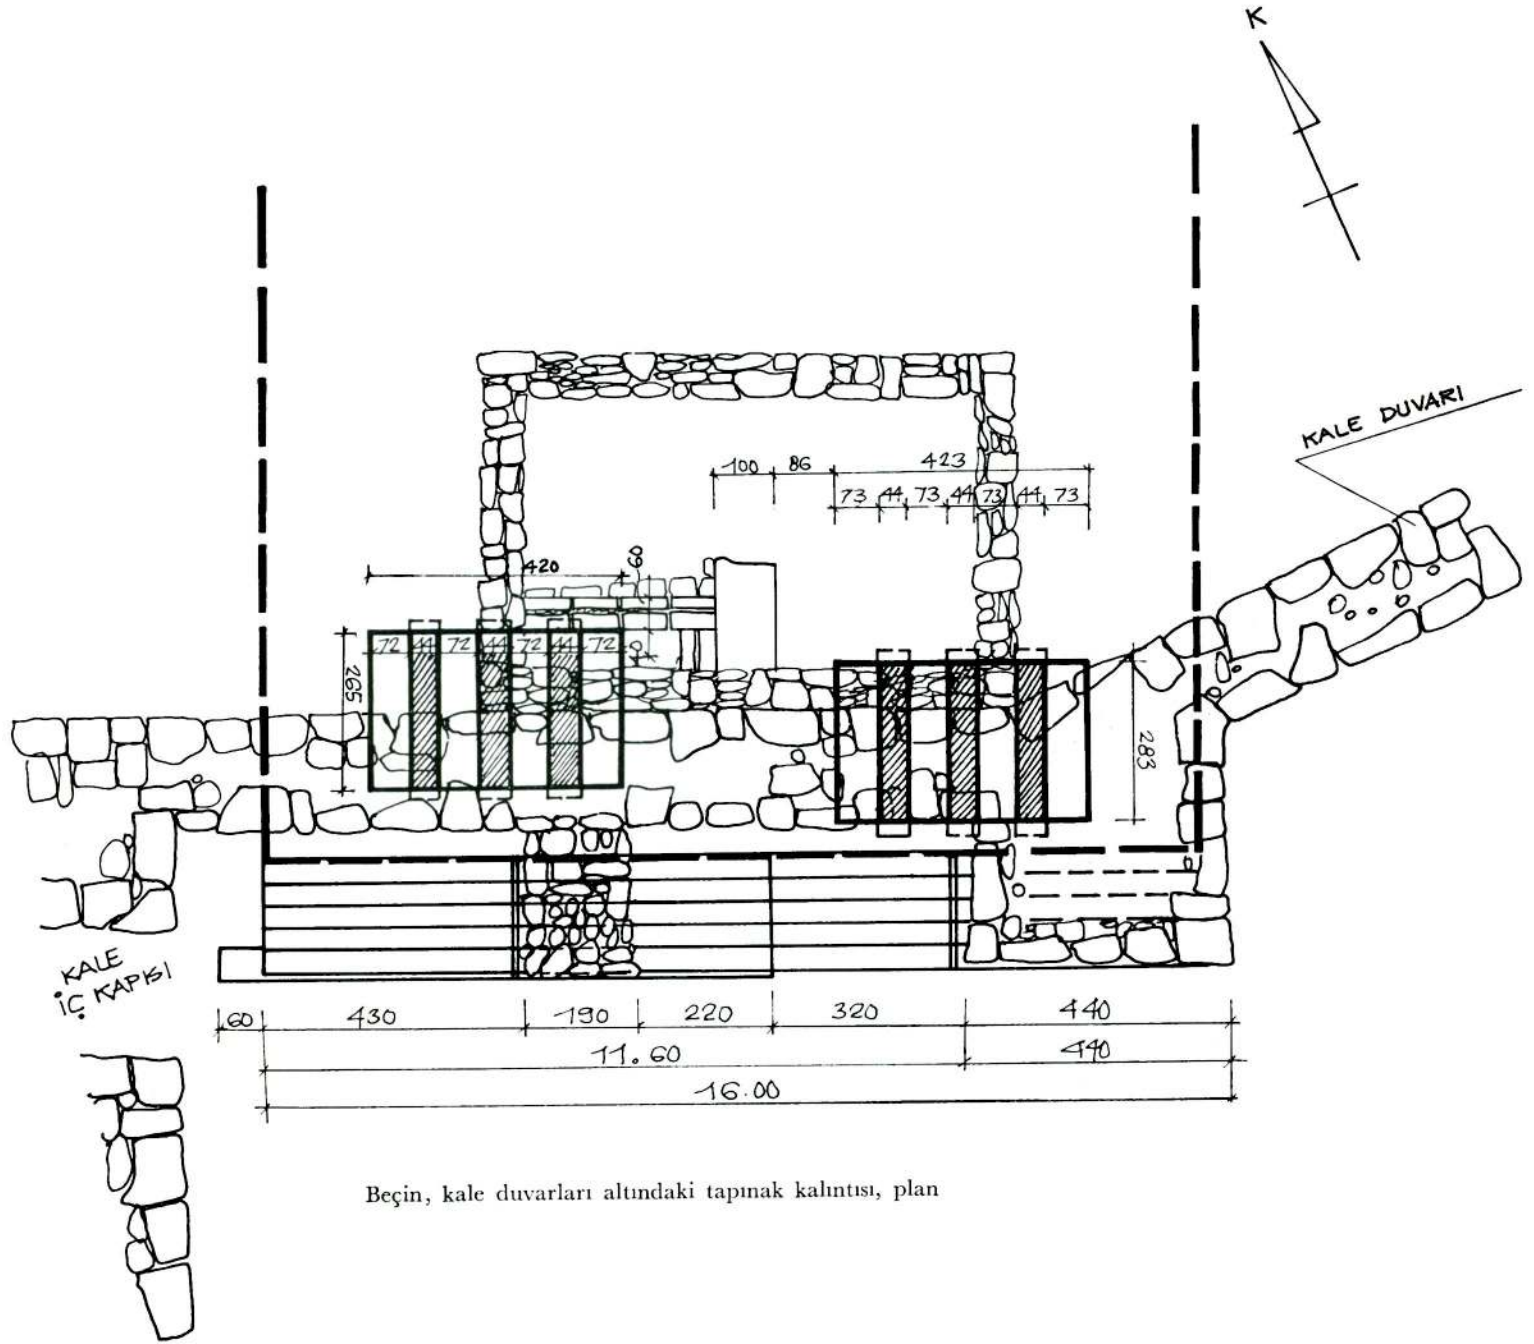 K
KALE DUVARI
100 86 423
73 44 73 44 73 44 73
420
60
72 44 72 44 72 44 72
265
283
KALE
İÇ KAPISI
60 430 190 220 320 440
11.60 440
16.00
Beçin, kale duvarları altındaki tapınak kalıntısı, plan